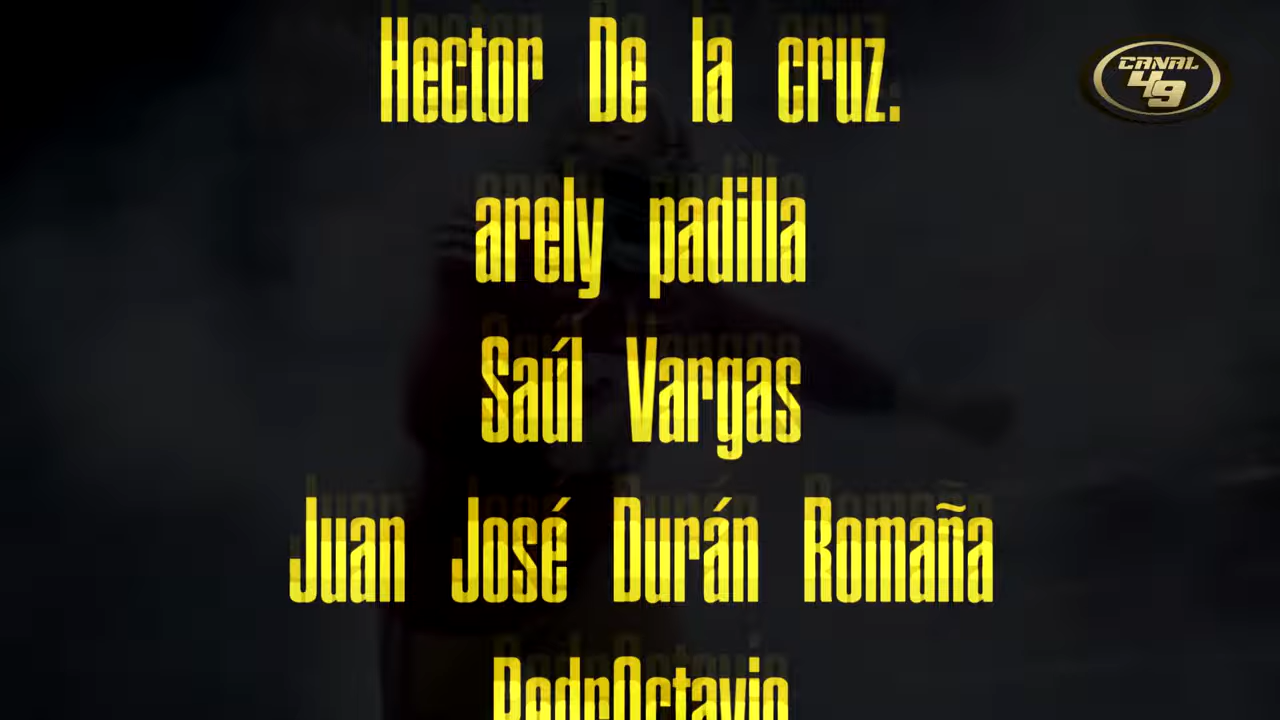 Hector De la cruz.
CANAL
49
arely padilla
Saúl Vargas
Juan José Durán Romaña